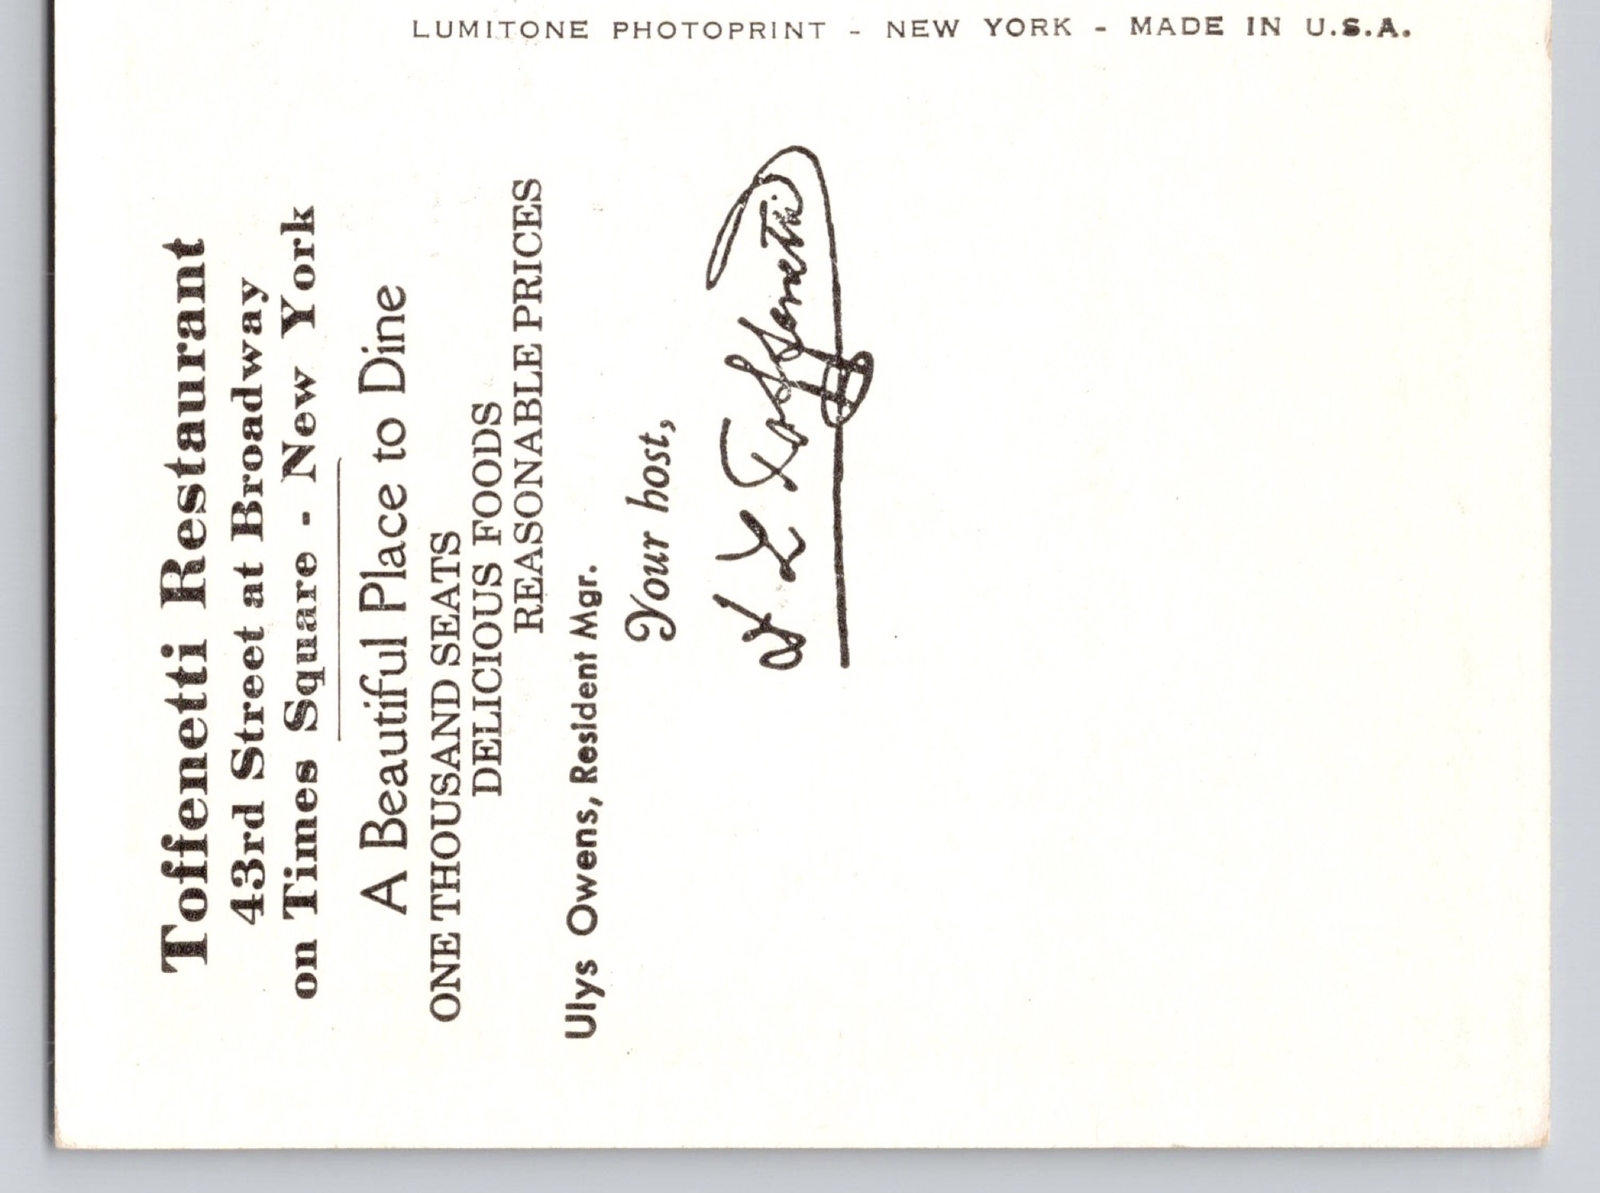 LUMITONE PHOTOPRINT - NEW YORK - MADE IN U.S.A.
Toffenetti Restaurant
43rd Street at Broadway
on Times Square - New York
A Beautiful Place to Dine
ONE THOUSAND SEATS
DELICIOUS FOODS
REASONABLE PRICES
Ulys Owens, Resident Mgr.
Your host,
D L Toffenetti